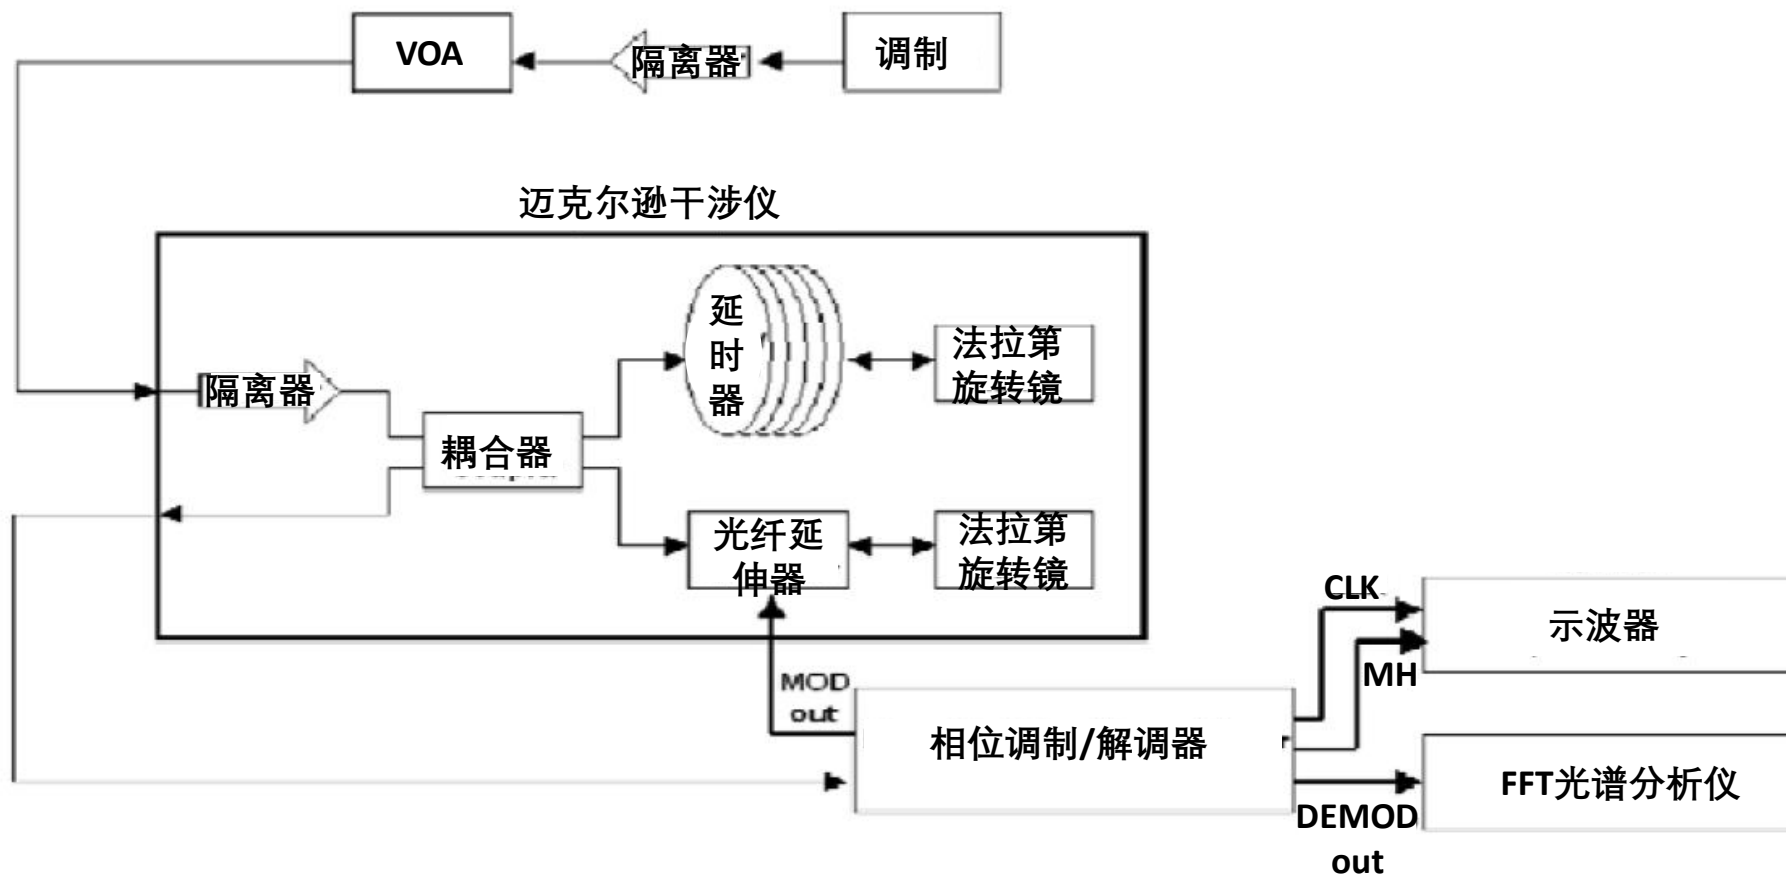 VOA
隔离器
调制
迈克尔逊干涉仪
延
时
器
法拉第
旋转镜
隔离器
耦合器
光纤延
伸器
法拉第
旋转镜
CLK
示波器
MH
MOD
out
相位调制/解调器
FFT光谱分析仪
DEMOD
out